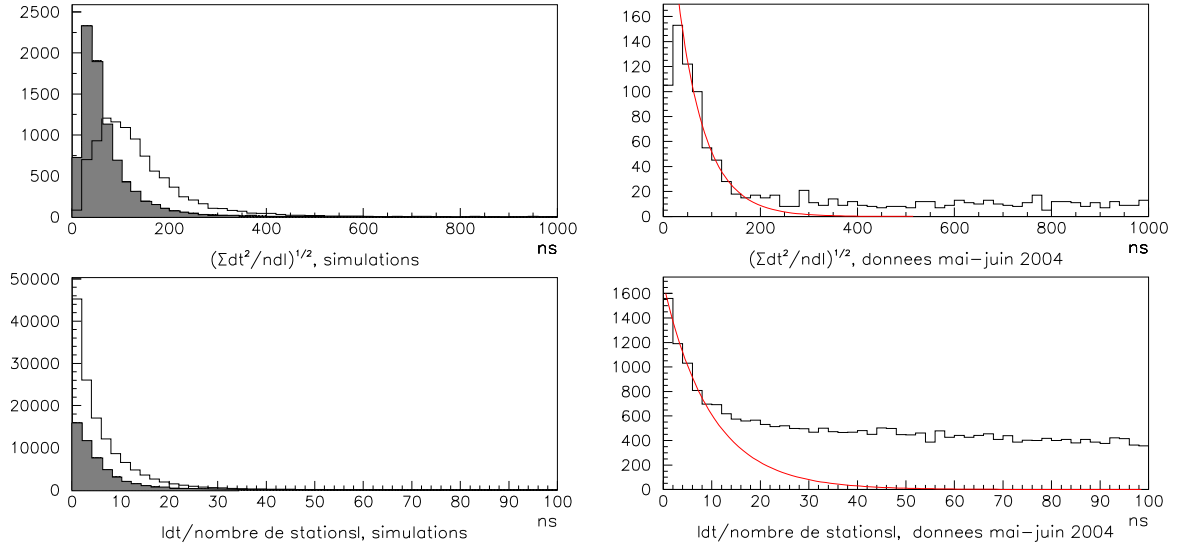 2500
2000
1500
1000
500
0
0 200 400 600 800 1000
ns
(Σdt²/ndl)¹/², simulations
160
140
120
100
80
60
40
20
0
0 200 400 600 800 1000
ns
(Σdt²/ndl)¹/², donnees mai-juin 2004
50000
40000
30000
20000
10000
0
0 10 20 30 40 50 60 70 80 90 100
ns
ldt/nombre de stationsl, simulations
1600
1400
1200
1000
800
600
400
200
0
0 10 20 30 40 50 60 70 80 90 100
ns
ldt/nombre de stationsl, donnees mai-juin 2004